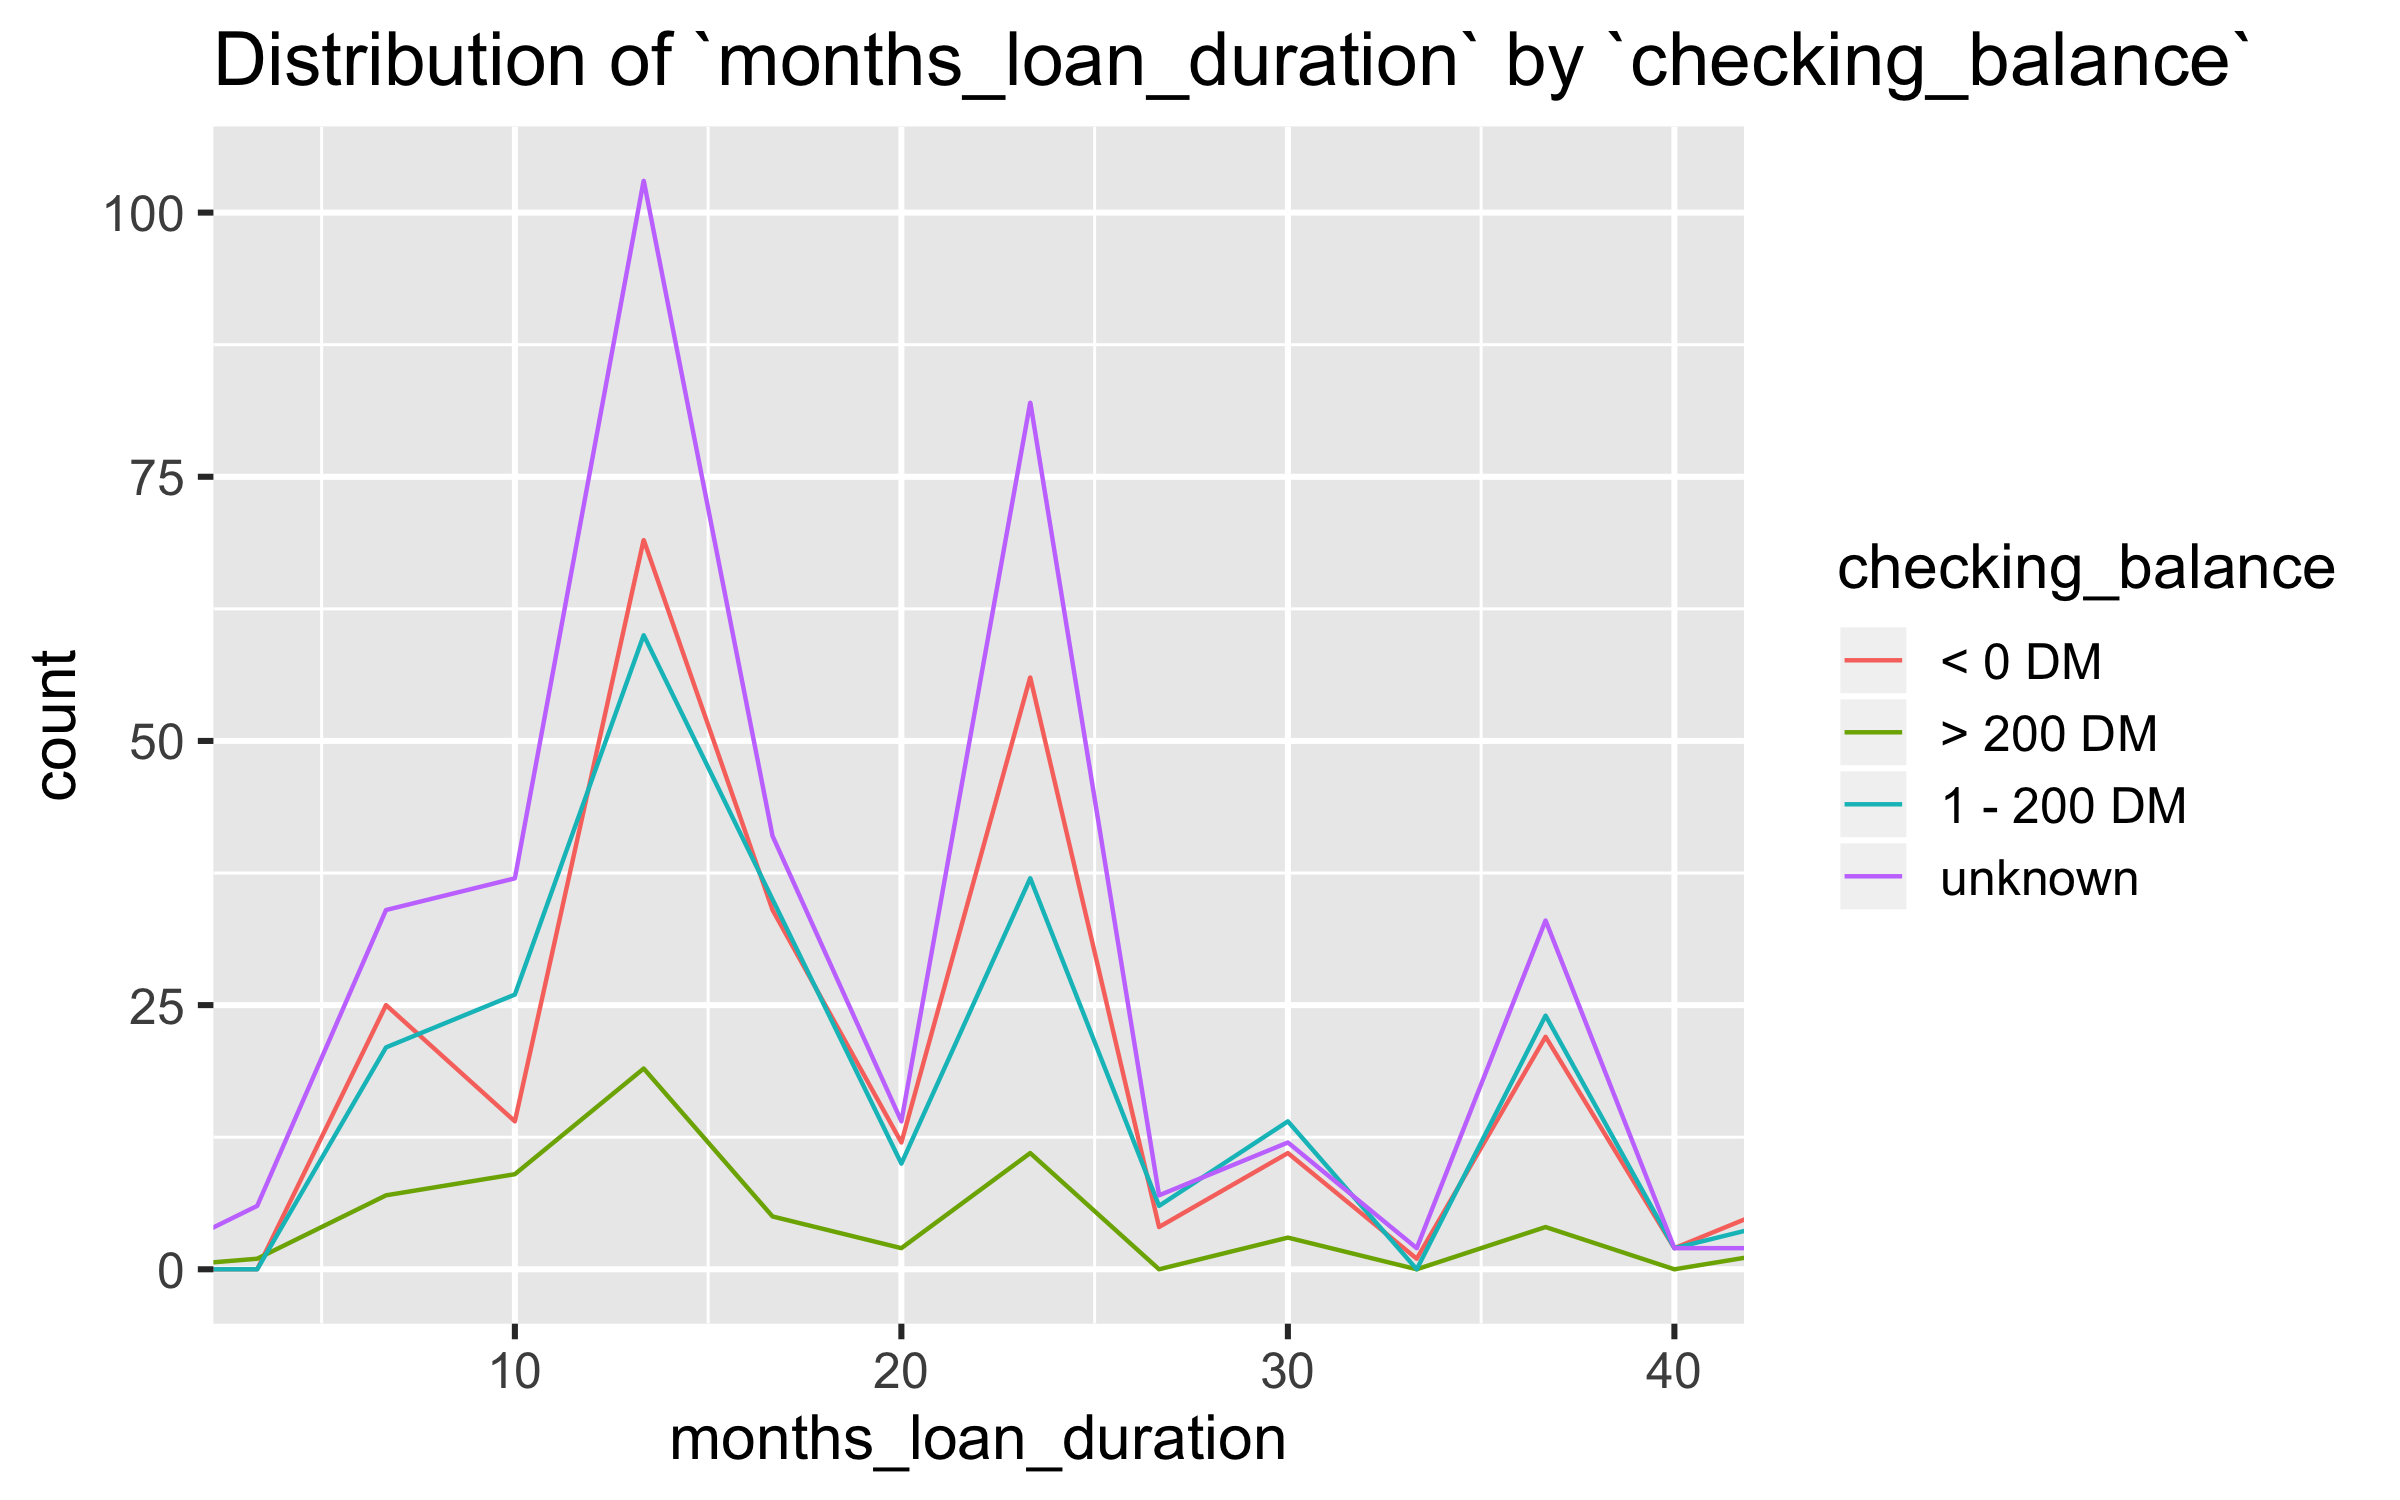 Distribution of `months_loan_duration` by `checking_balance`
100
75
50
25
0
count
10
20
30
40
months_loan_duration
checking_balance
< 0 DM
> 200 DM
1 - 200 DM
unknown